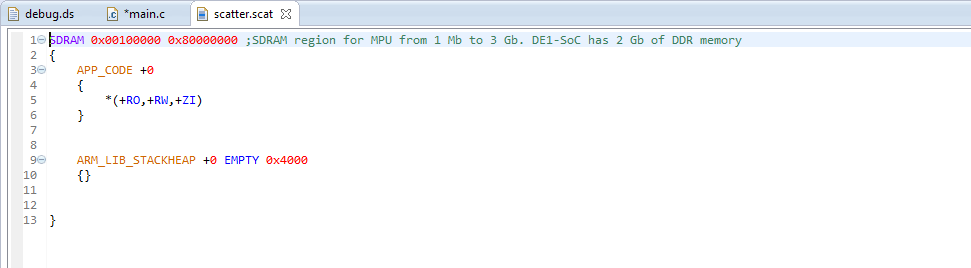 debug.ds *main.c scatter.scat
1 SDRAM 0x00100000 0x80000000 ;SDRAM region for MPU from 1 Mb to 3 Gb. DE1-SoC has 2 Gb of DDR memory
2 {
3     APP_CODE +0
4     {
5         *(+RO,+RW,+ZI)
6     }
7
8
9     ARM_LIB_STACKHEAP +0 EMPTY 0x4000
10     {}
11
12
13 }